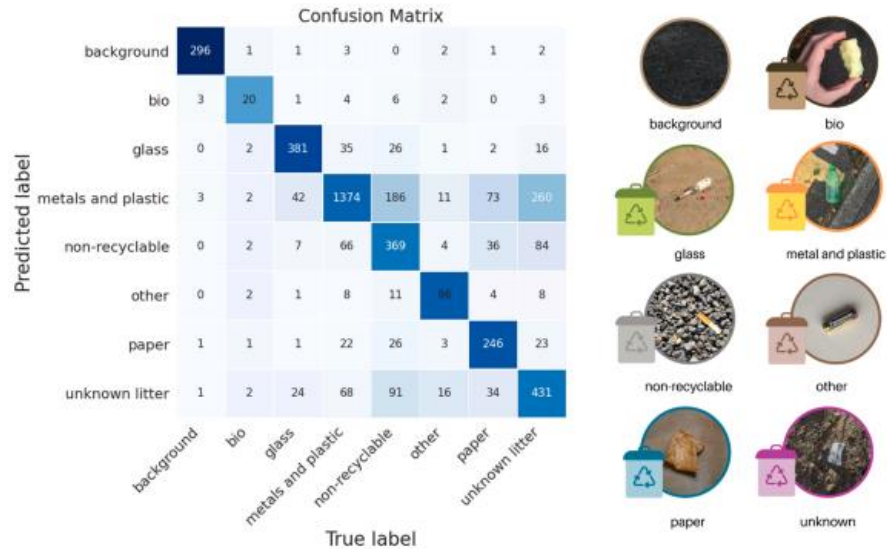 Confusion Matrix
Predicted label
background 296 1 1 3 0 2 1 2
bio 3 20 1 4 6 2 0 3
glass 0 2 381 35 26 1 2 16
metals and plastic 3 2 42 1374 186 11 73 260
non-recyclable 0 2 7 66 369 4 36 84
other 0 2 1 8 11 4 8
paper 1 1 1 22 26 3 246 23
unknown litter 1 2 24 68 91 16 34 431
background
bio
glass
metals and plastic
non-recyclable
other
paper
unknown litter
True label
background bio
glass metal and plastic
non-recyclable other
paper unknown